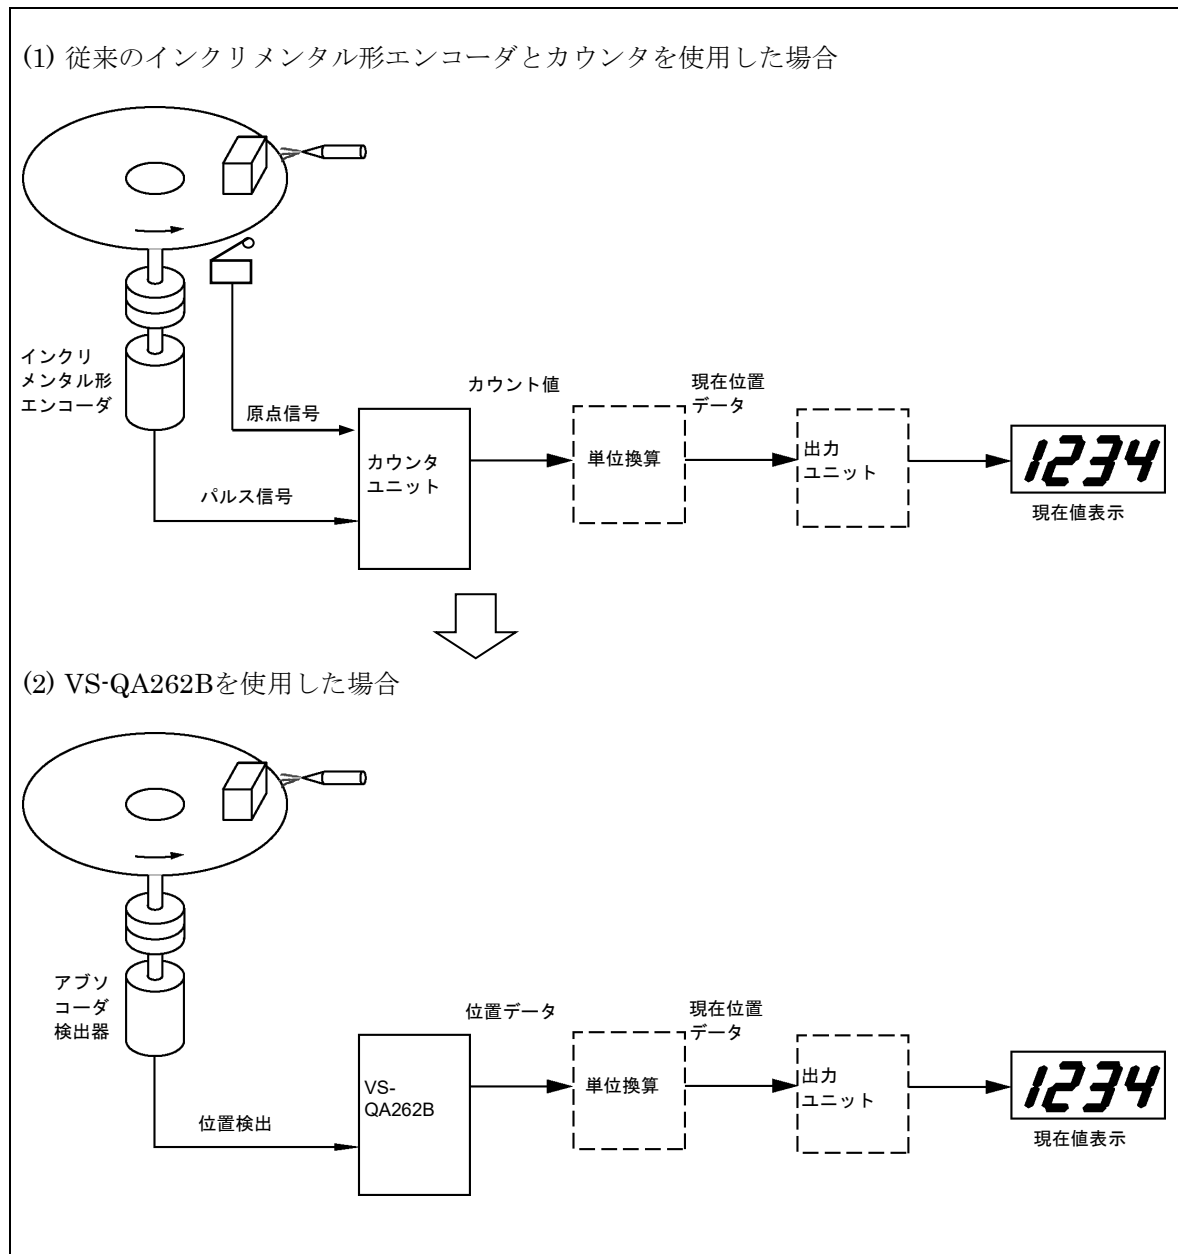 (1) 従来のインクリメンタル形エンコーダとカウンタを使用した場合
インクリ
メンタル形
エンコーダ
原点信号
パルス信号
カウンタ
ユニット
カウント値
単位換算
現在位置
データ
出力
ユニット
1234
現在値表示
(2) VS-QA262Bを使用した場合
アブソ
コーダ
検出器
位置検出
VS-
QA262B
位置データ
単位換算
現在位置
データ
出力
ユニット
1234
現在値表示